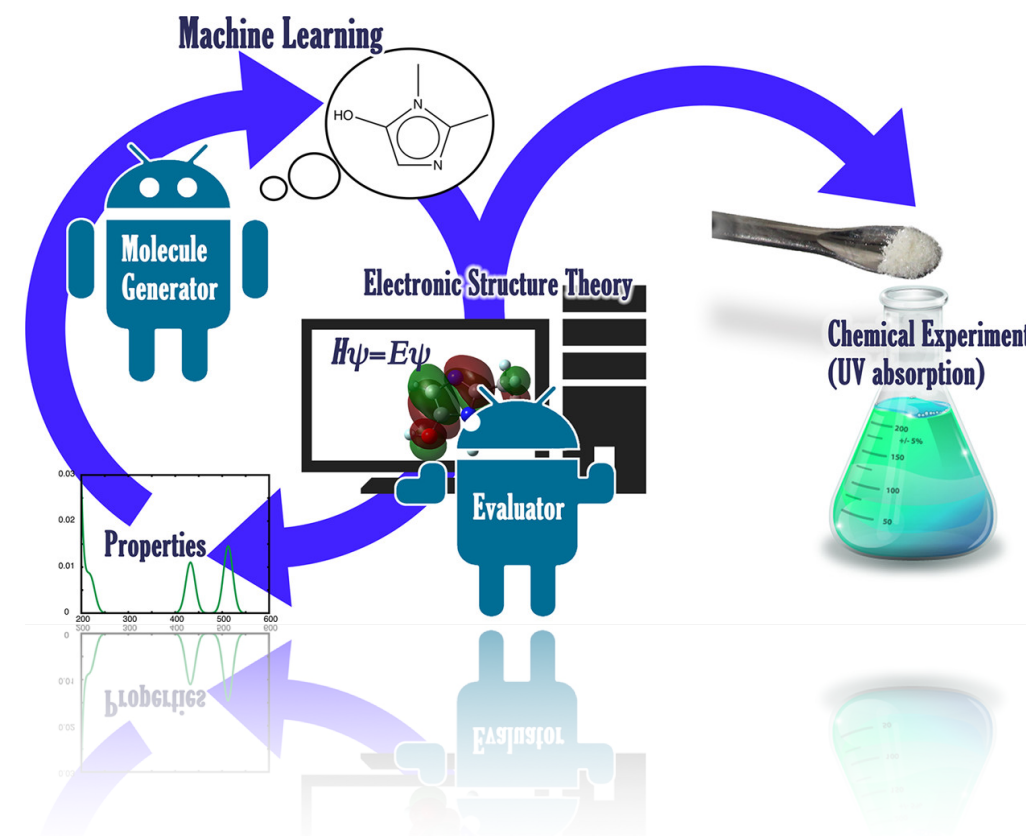 Machine Learning
HO
N
N
Molecule
Generator
Electronic Structure Theory
Hψ=Eψ
Chemical Experiment
(UV absorption)
200
+/- 5%
150
100
50
Evaluator
Properties
0.03
0.02
0.01
0
200 300 400 500 600